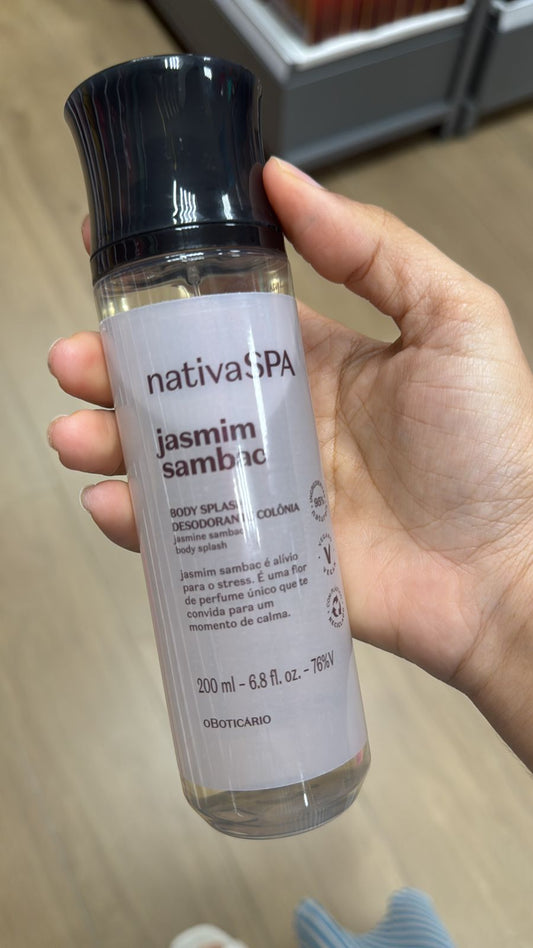 nativaSPA
jasmim
sambac
BODY SPLASH
DESODORANTE COLÔNIA
jasmine sambac
body splash
jasmim sambac é alívio
para o stress. É uma flor
de perfume único que te
convida para um
momento de calma.
200 ml – 6.8 fl. oz. – 76%V
oBOTICÁRIO
V